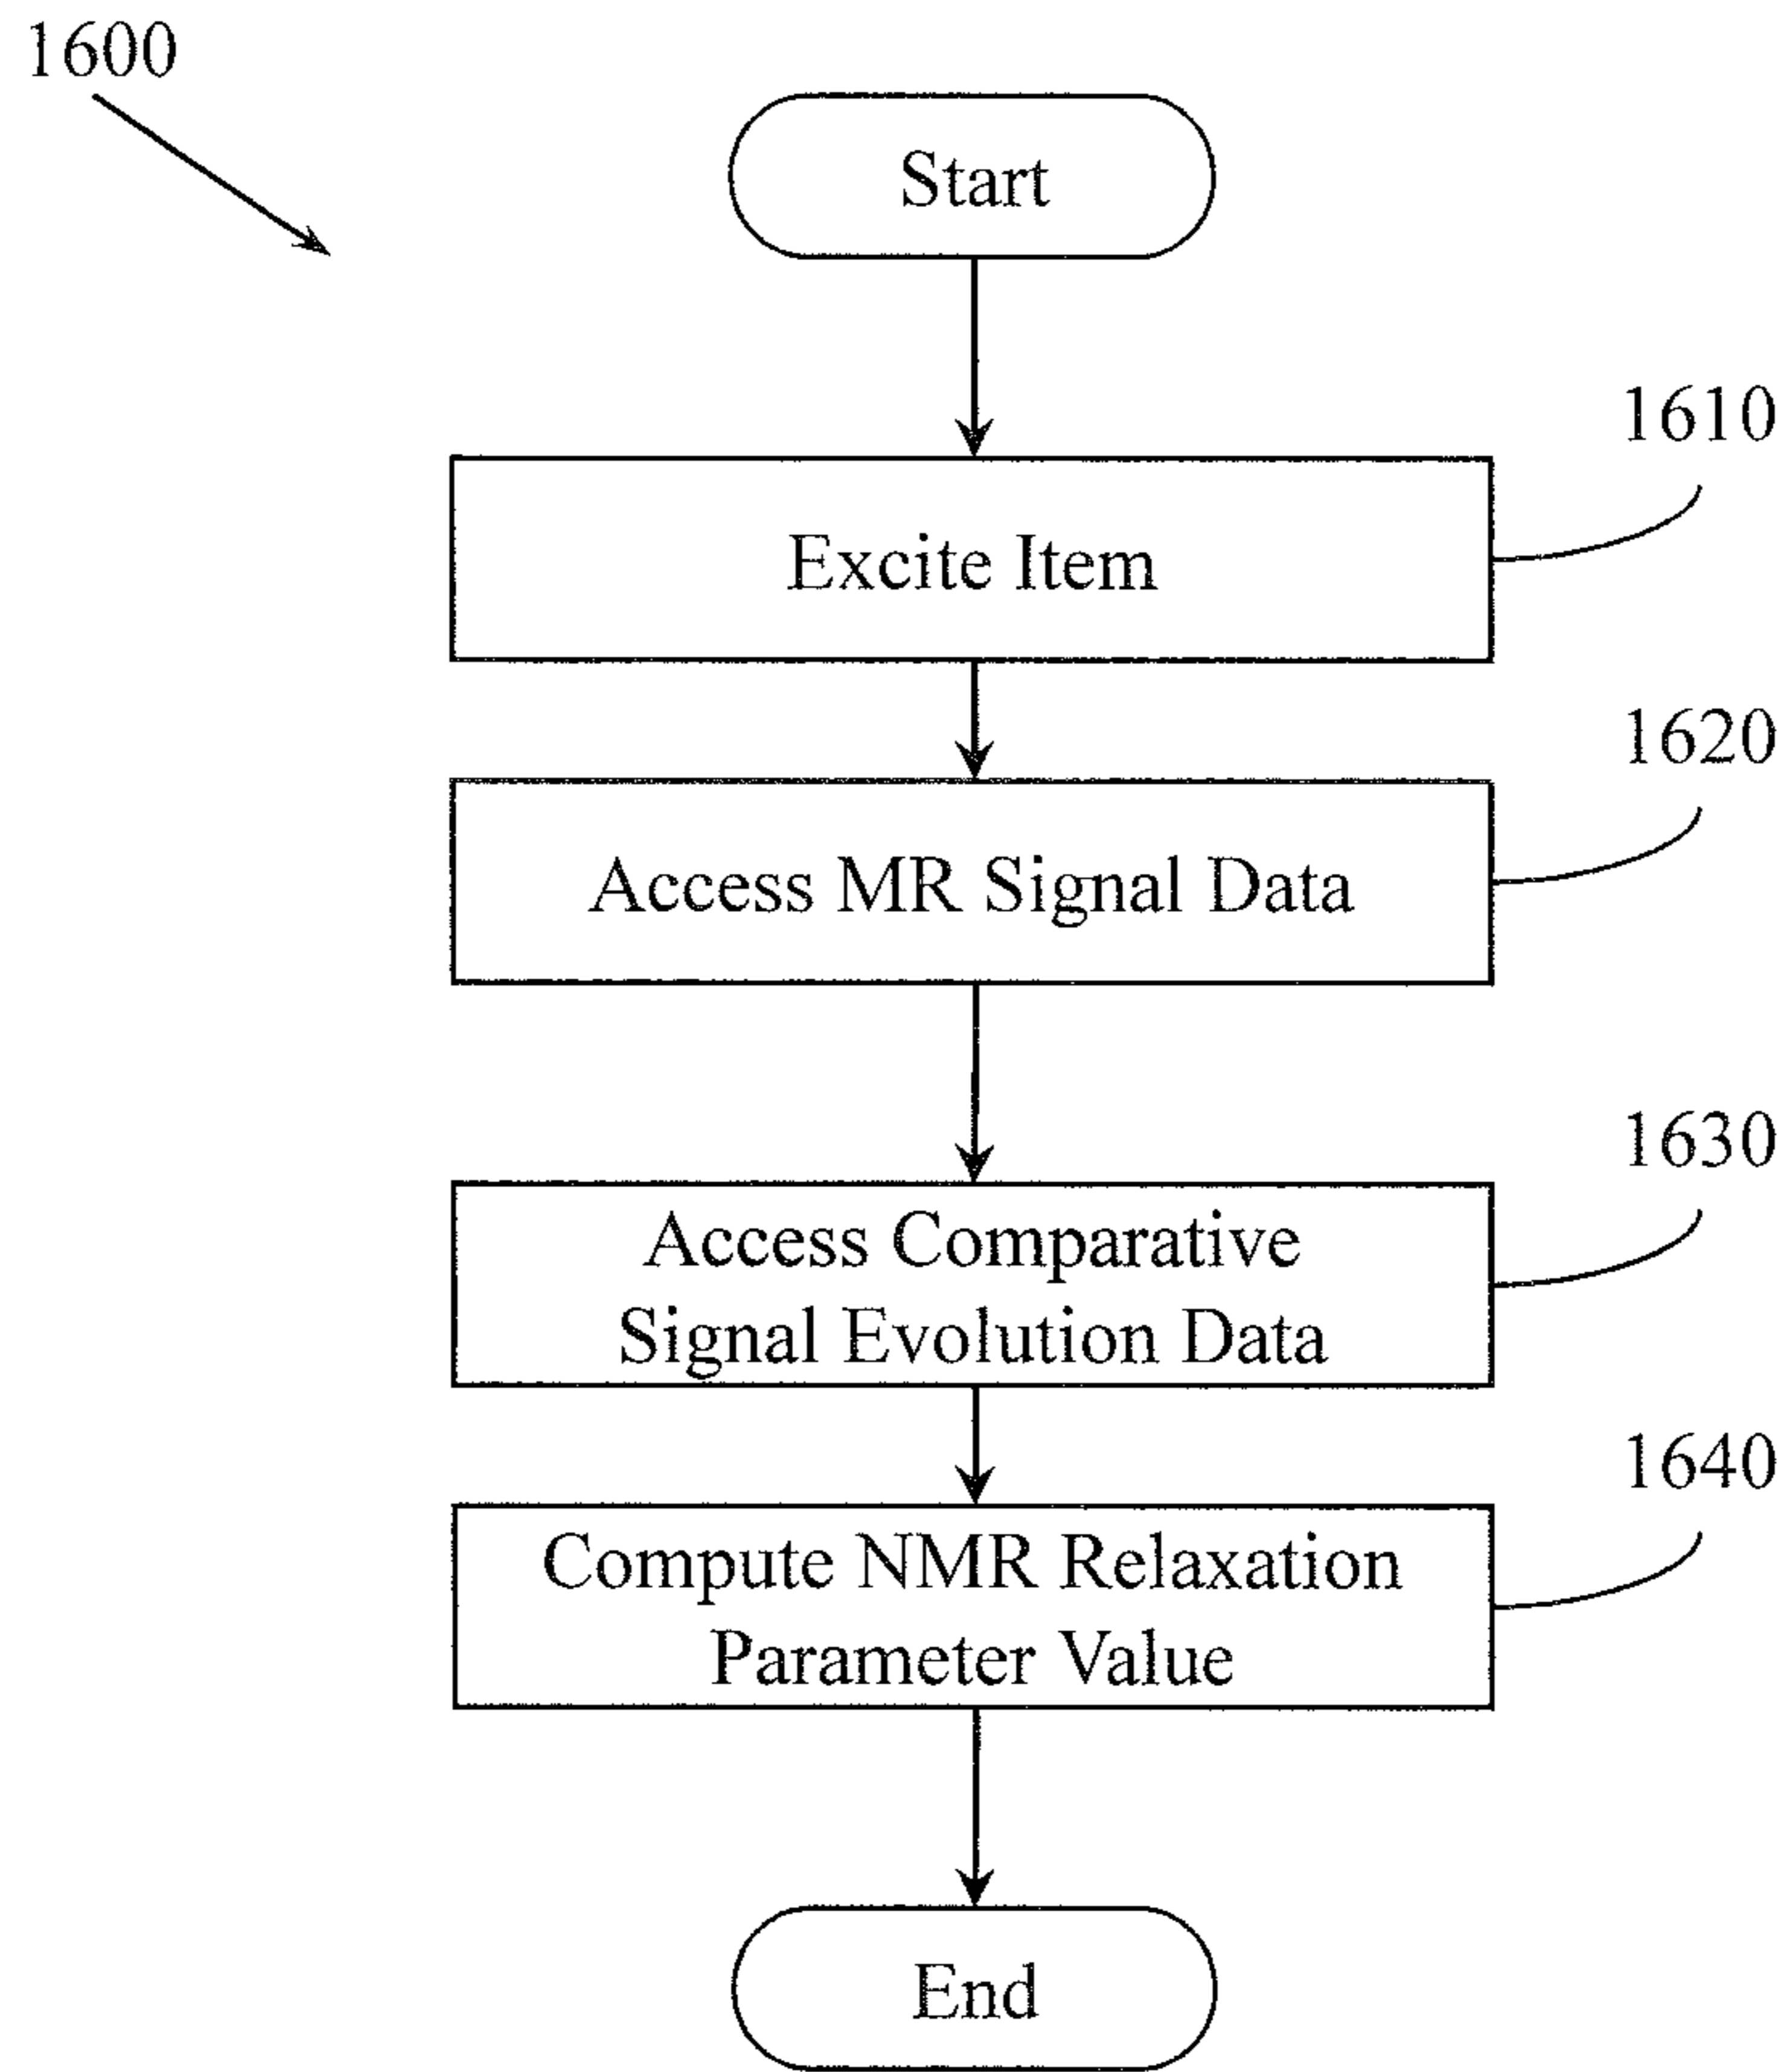 1600
Start
1610
Excite Item
1620
Access MR Signal Data
1630
Access Comparative
Signal Evolution Data
1640
Compute NMR Relaxation
Parameter Value
End